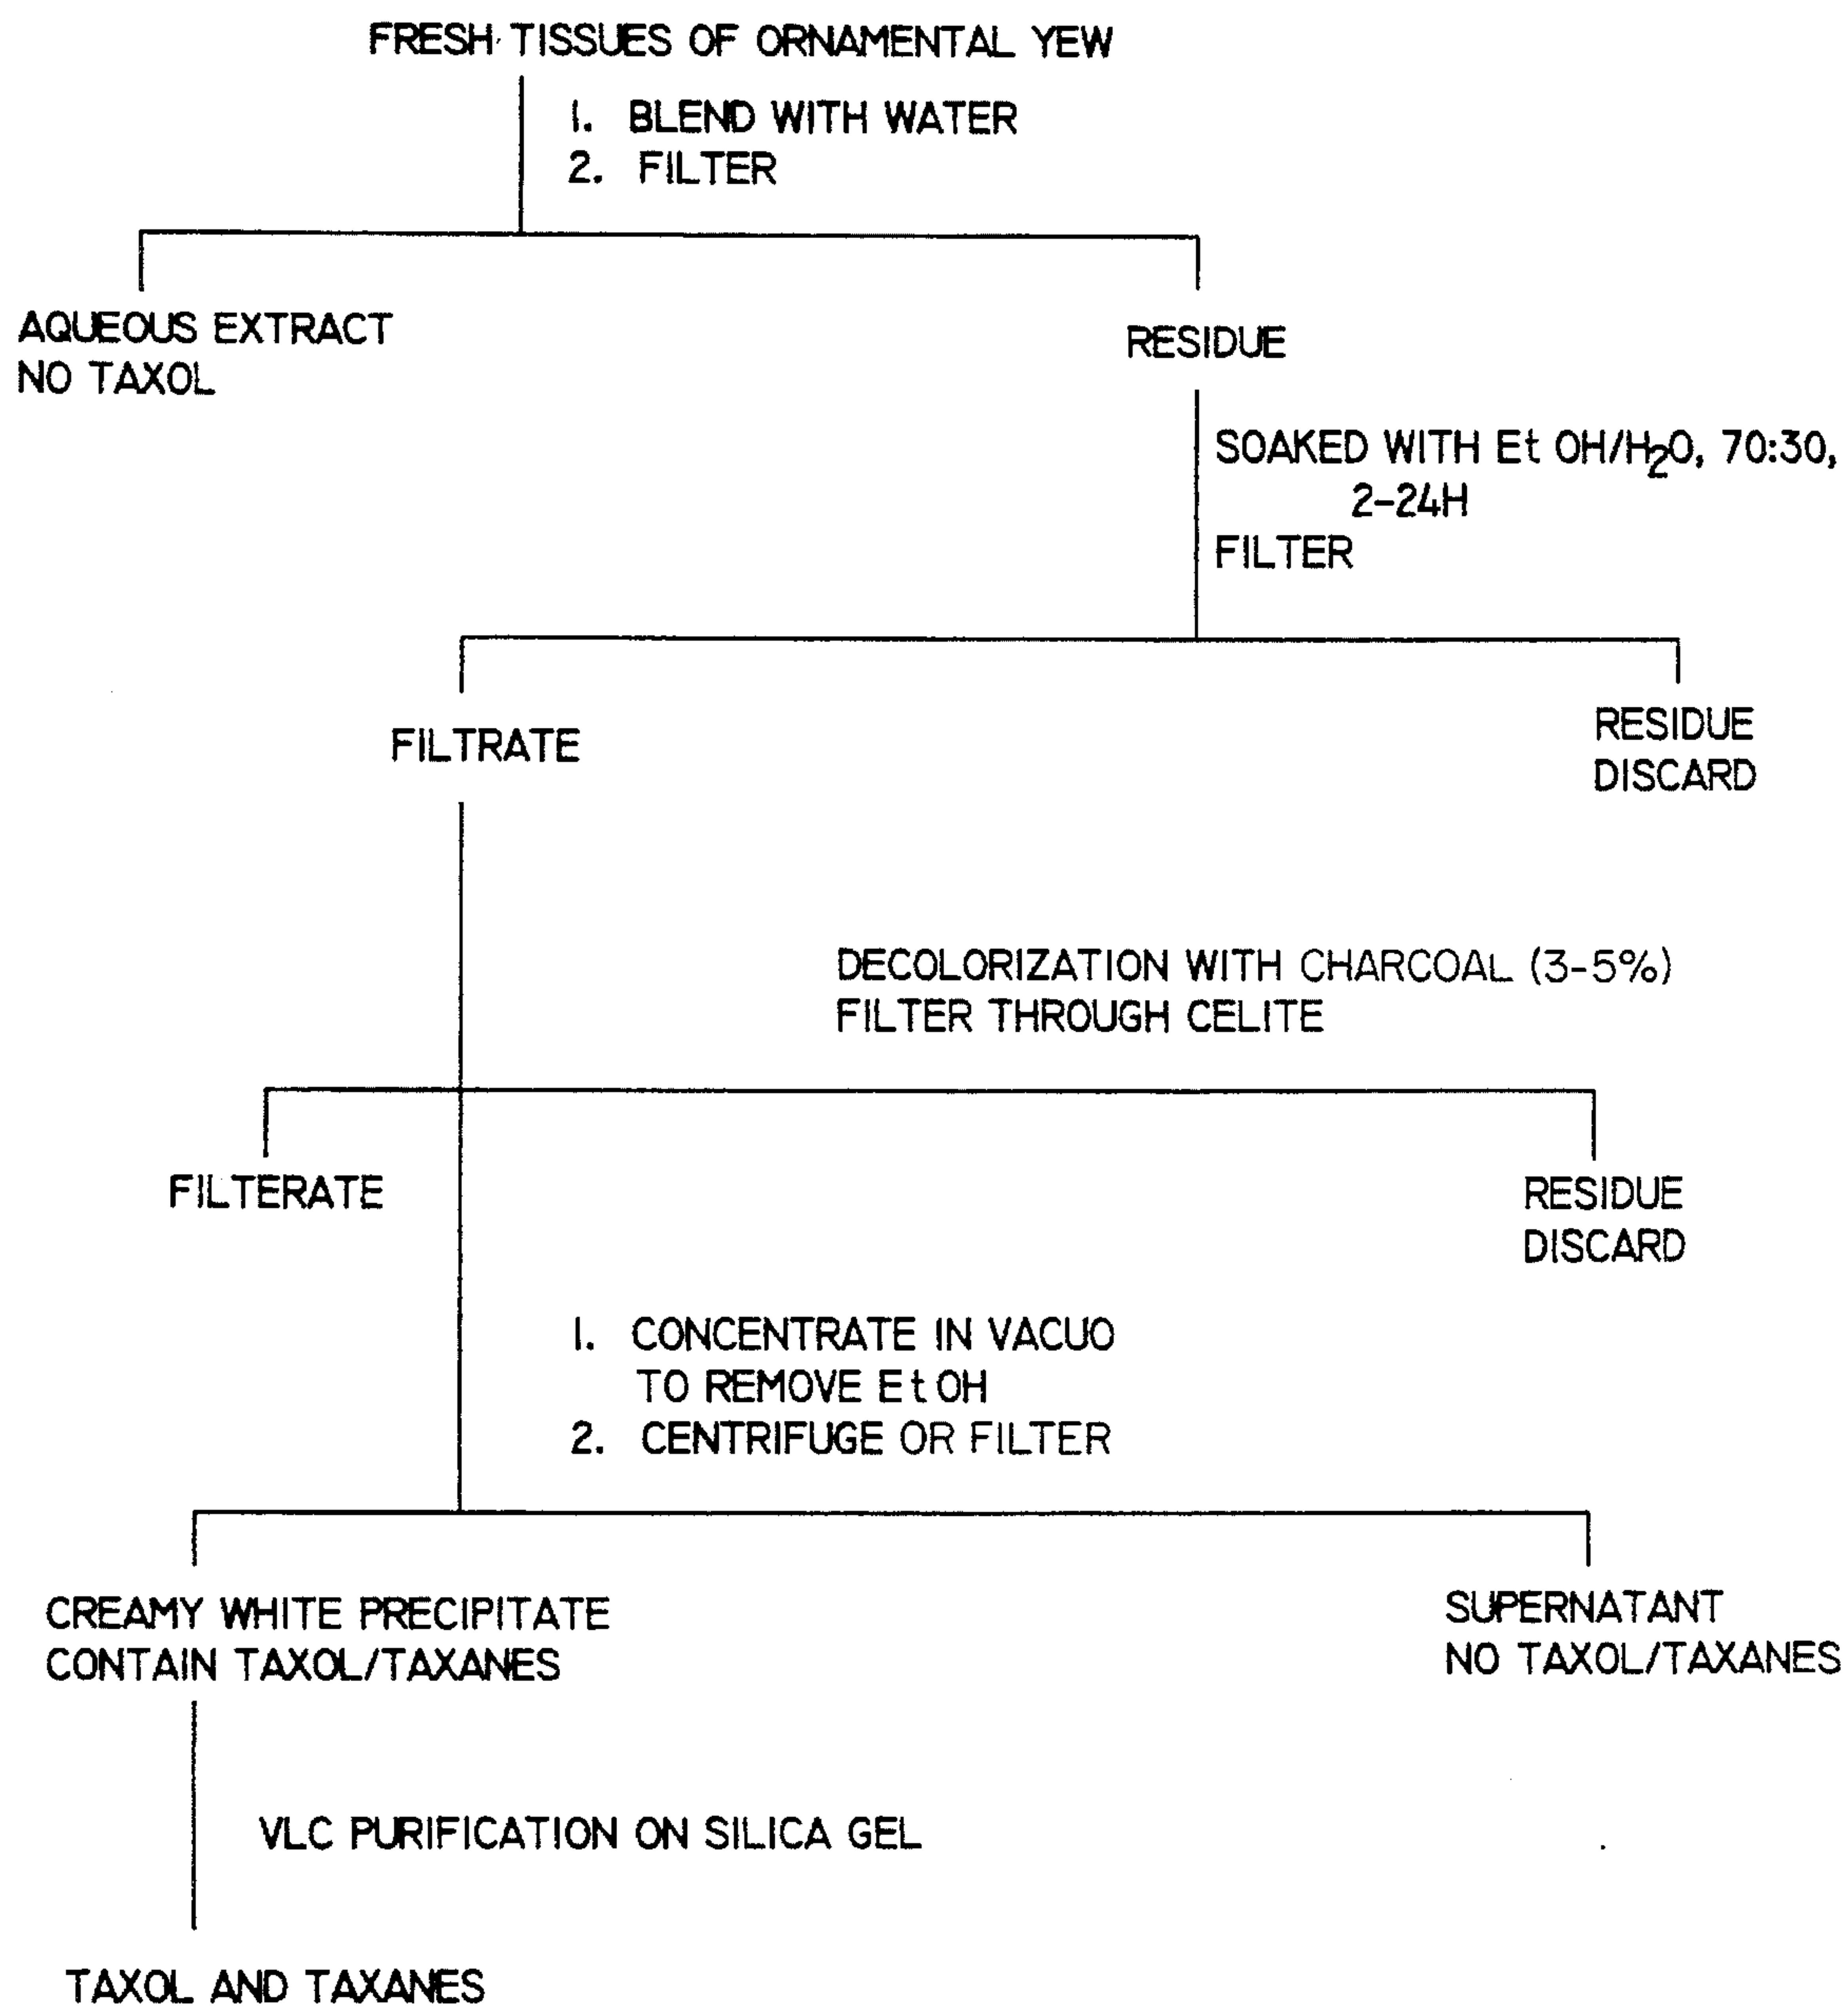 FRESH TISSUES OF ORNAMENTAL YEW
1. BLEND WITH WATER
2. FILTER
AQUEOUS EXTRACT
NO TAXOL
RESIDUE
SOAKED WITH Et OH/H₂O, 70:30,
2-24H
FILTER
FILTRATE
RESIDUE
DISCARD
DECOLORIZATION WITH CHARCOAL (3-5%)
FILTER THROUGH CELITE
FILTERATE
RESIDUE
DISCARD
1. CONCENTRATE IN VACUO
TO REMOVE Et OH
2. CENTRIFUGE OR FILTER
CREAMY WHITE PRECIPITATE
CONTAIN TAXOL/TAXANES
SUPERNATANT
NO TAXOL/TAXANES
VLC PURIFICATION ON SILICA GEL
TAXOL AND TAXANES